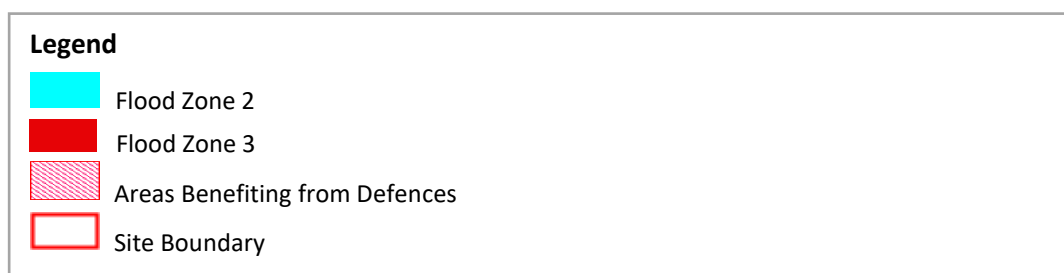 Legend
Flood Zone 2
Flood Zone 3
Areas Benefiting from Defences
Site Boundary